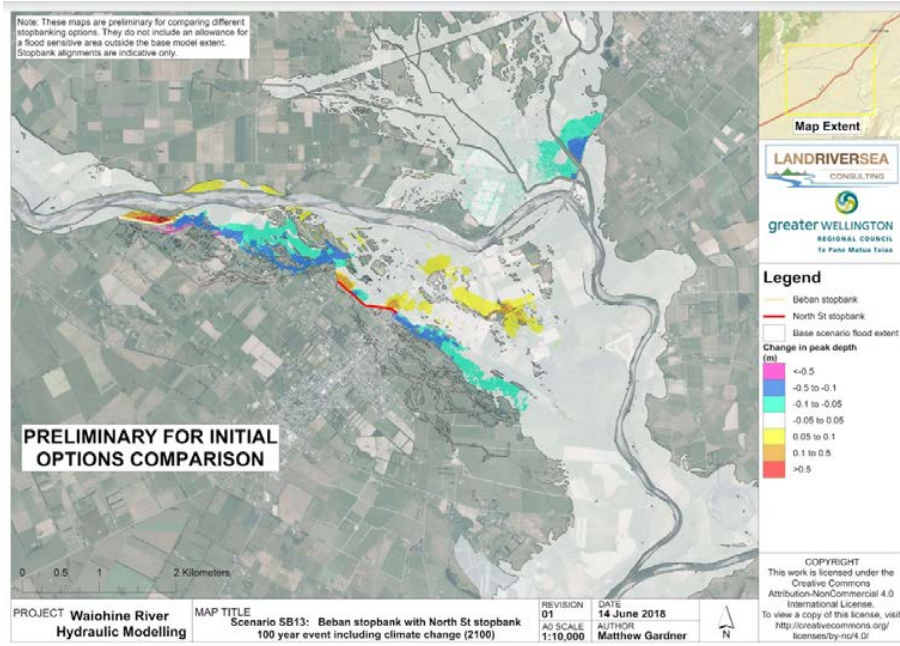 Note: These maps are preliminary for comparing different
stopbanking options. They do not include an allowance for
a flood sensitive area outside the base model extent.
Stopbank alignments are indicative only.
PRELIMINARY FOR INITIAL
OPTIONS COMPARISON
0 0.5 1 2 Kilometers
Map Extent
LANDRIVERSEA
CONSULTING
greater WELLINGTON
REGIONAL COUNCIL
Te Pane Matua Taiao
Legend
Beban stopbank
North St stopbank
Base scenario flood extent
Change in peak depth
(m)
<-0.5
-0.5 to -0.1
-0.1 to -0.05
-0.05 to 0.05
0.05 to 0.1
0.1 to 0.5
>0.5
COPYRIGHT
This work is licensed under the
Creative Commons
Attribution-NonCommercial 4.0
International License.
To view a copy of this license, visit
http://creativecommons.org/
licenses/by-nc/4.0/
PROJECT Waiohine River
Hydraulic Modelling
MAP TITLE
Scenario SB13: Beban stopbank with North St stopbank
100 year event including climate change (2100)
REVISION
01
A0 SCALE
1:10,000
DATE
14 June 2018
AUTHOR
Matthew Gardner
N